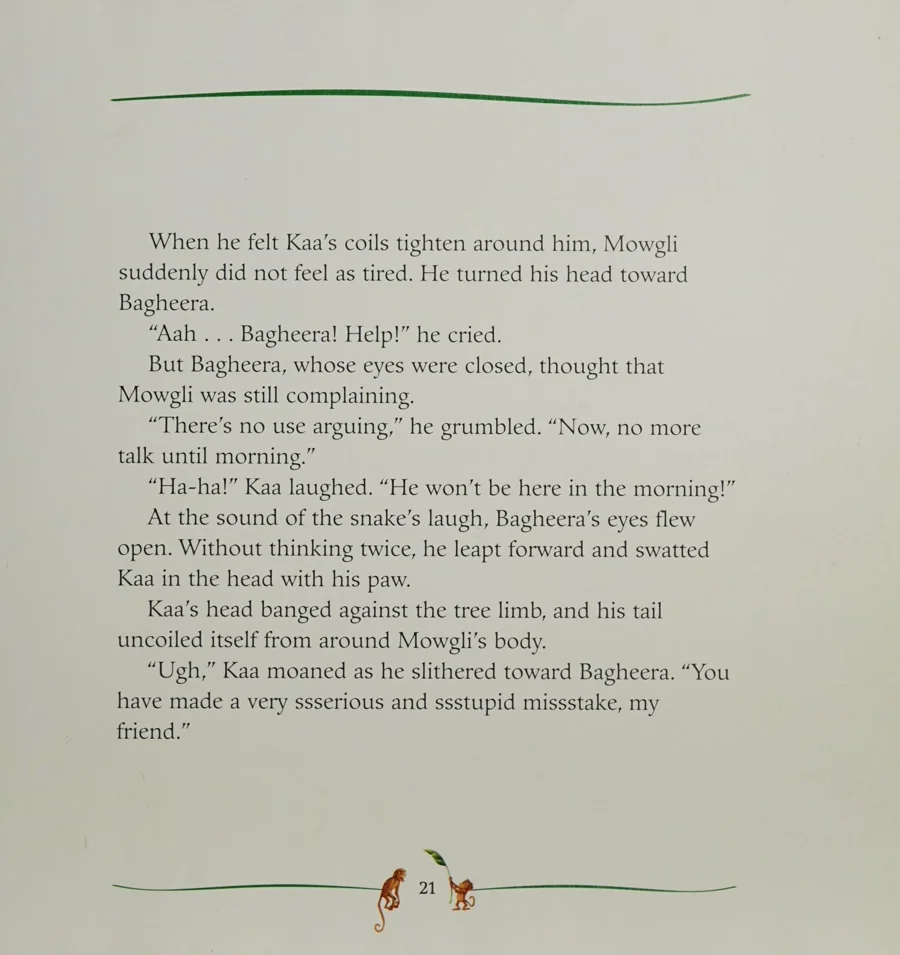 When he felt Kaa’s coils tighten around him, Mowgli
suddenly did not feel as tired. He turned his head toward
Bagheera.
“Aah . . . Bagheera! Help!” he cried.
But Bagheera, whose eyes were closed, thought that
Mowgli was still complaining.
“There’s no use arguing,” he grumbled. “Now, no more
talk until morning.”
“Ha-ha!” Kaa laughed. “He won’t be here in the morning!”
At the sound of the snake’s laugh, Bagheera’s eyes flew
open. Without thinking twice, he leapt forward and swatted
Kaa in the head with his paw.
Kaa’s head banged against the tree limb, and his tail
uncoiled itself from around Mowgli’s body.
“Ugh,” Kaa moaned as he slithered toward Bagheera. “You
have made a very ssserious and ssstupid missstake, my
friend.”
21